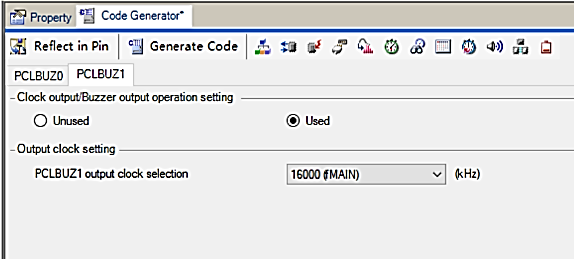 Property Code Generator*
Reflect in Pin Generate Code
PCLBUZ0 PCLBUZ1
Clock output/Buzzer output operation setting
Unused Used
Output clock setting
PCLBUZ1 output clock selection 16000 (fMAIN) (kHz)